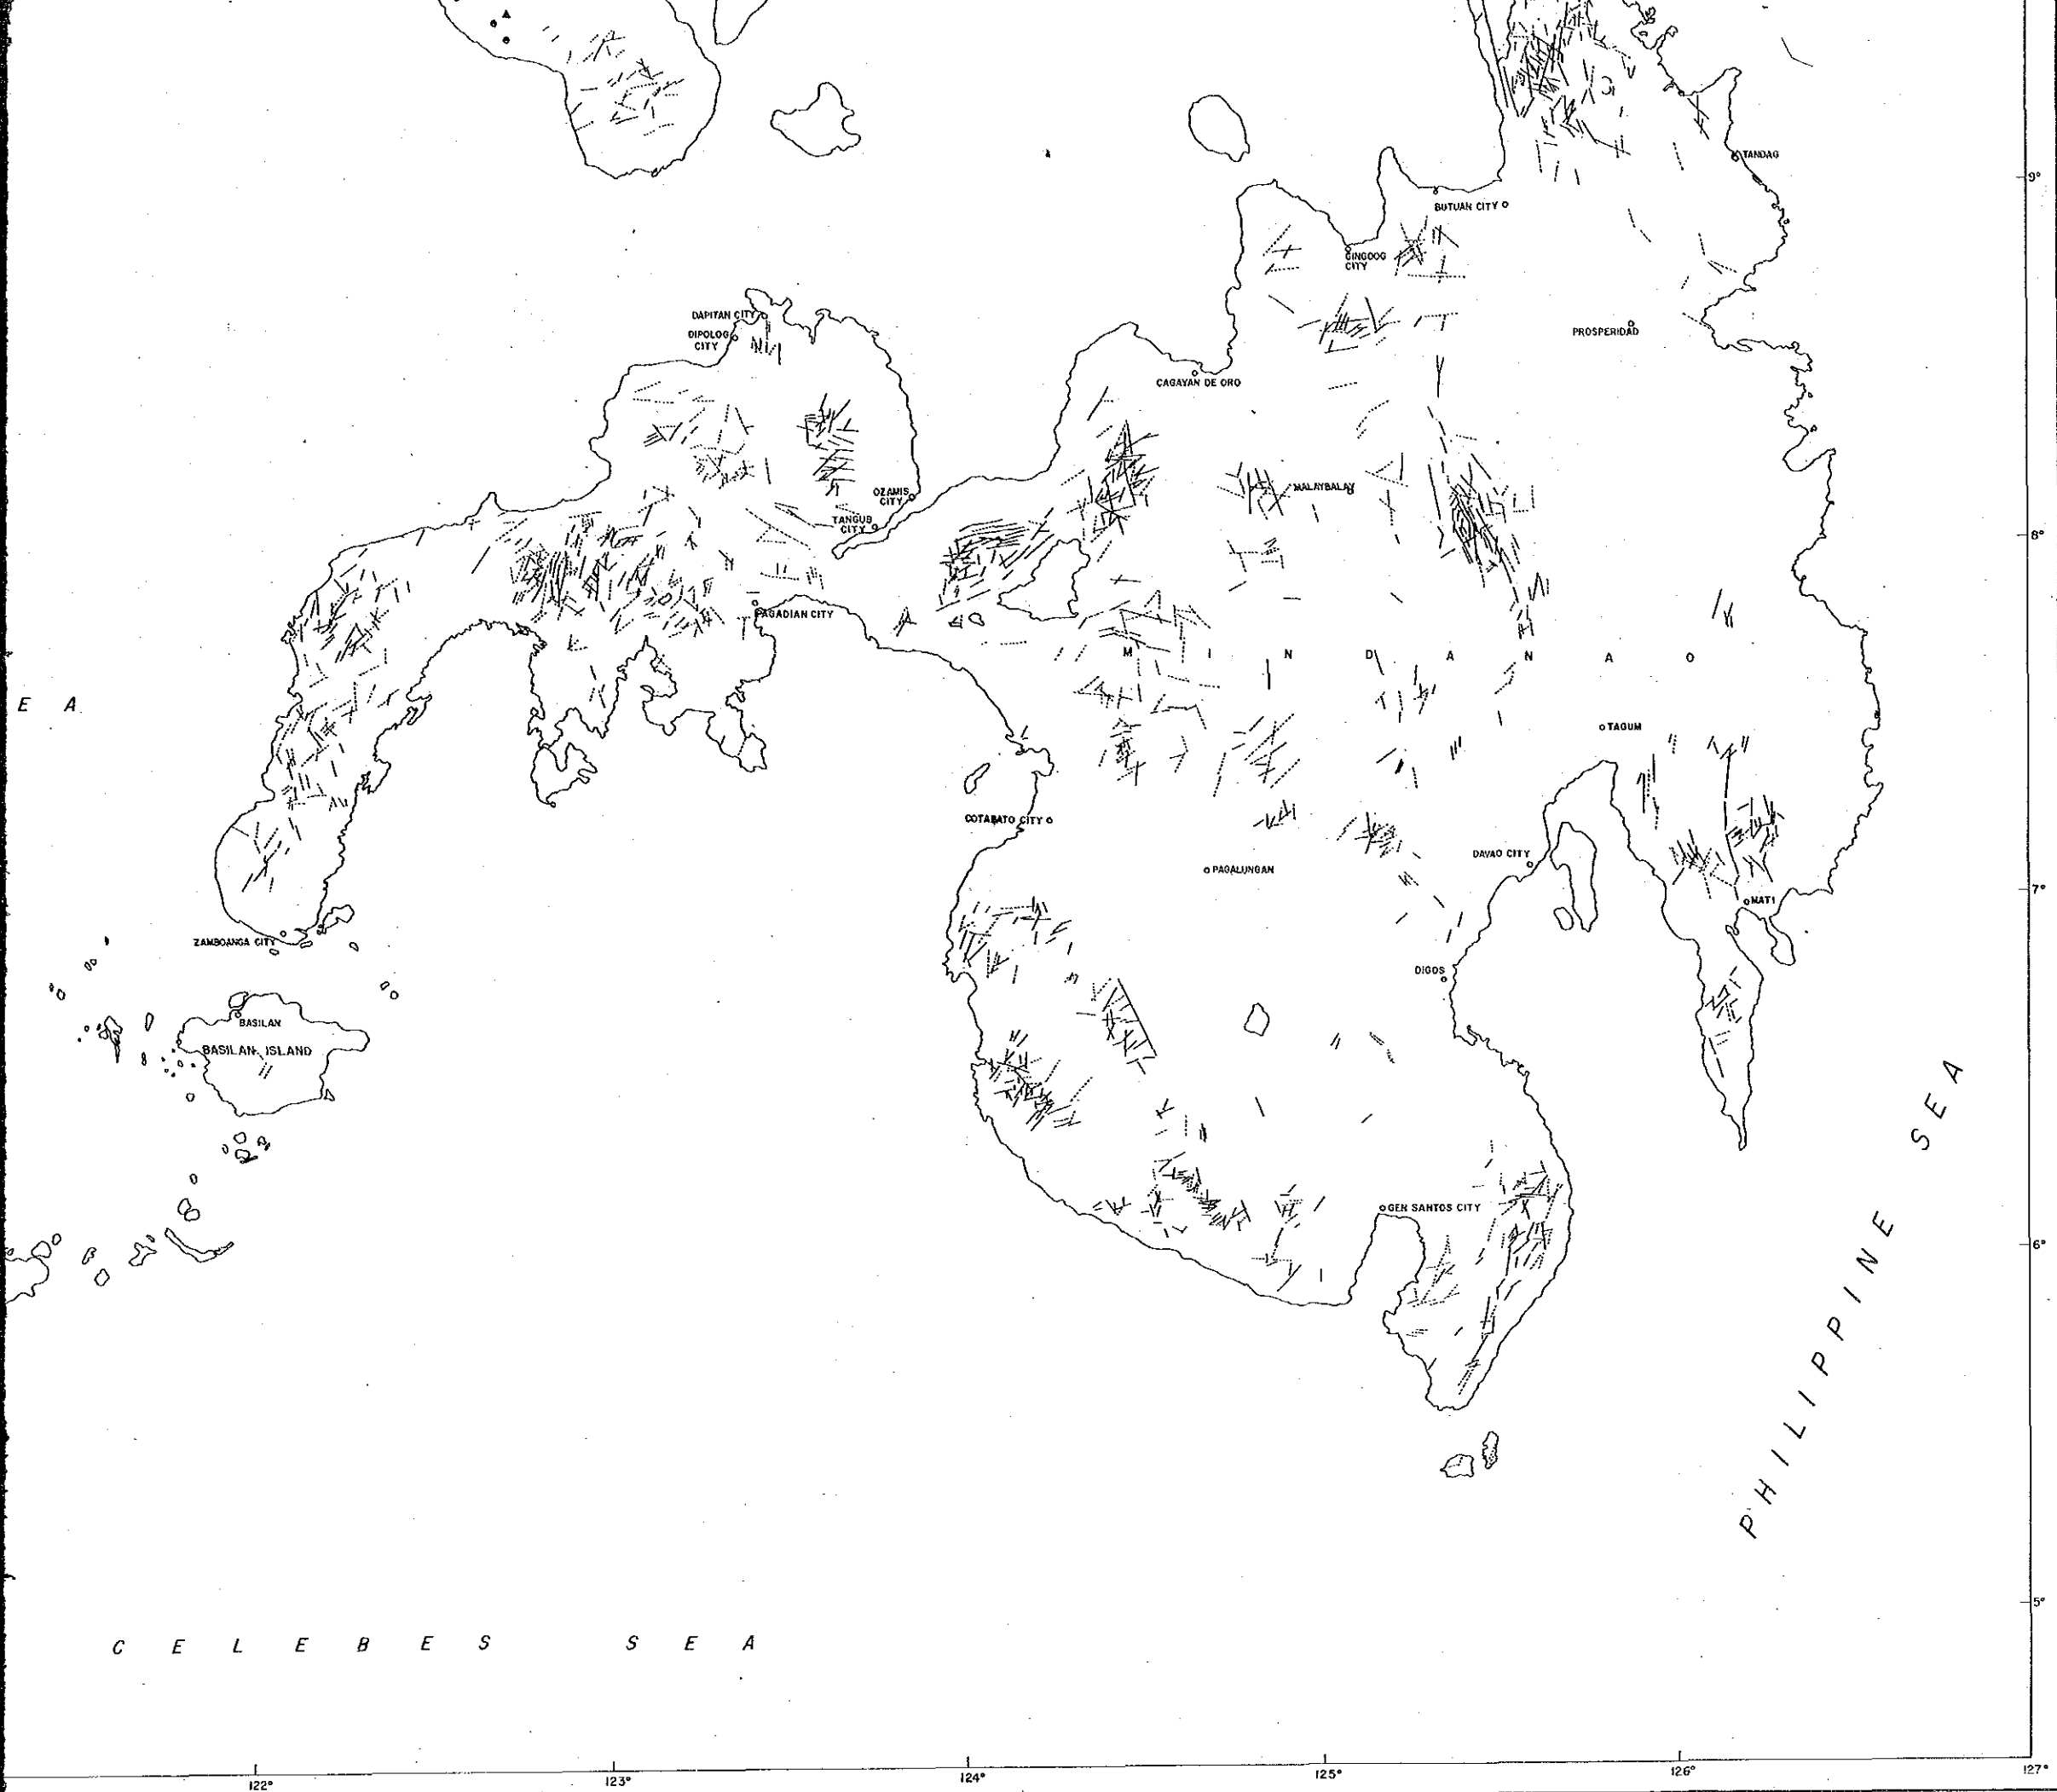 TANDAG
9°
BUTUAN CITY
GINGOOG
CITY
DAPITAN CITY
DIPOLOG
CITY
PROSPERIDAD
CAGAYAN DE ORO
OZAMIS
CITY
MALAYBALAY
TANGUB
CITY
8°
PAGADIAN CITY
M I N D A N A O
E A
TAGUM
COTABATO CITY
DAVAO CITY
PAGALUNGAN
7°
MATI
ZAMBOANGA CITY
DIGOS
BASILAN
BASILAN ISLAND
GEN SANTOS CITY
6°
PHILIPPINE SEA
5°
CELEBES SEA
122° 123° 124° 125° 126° 127°